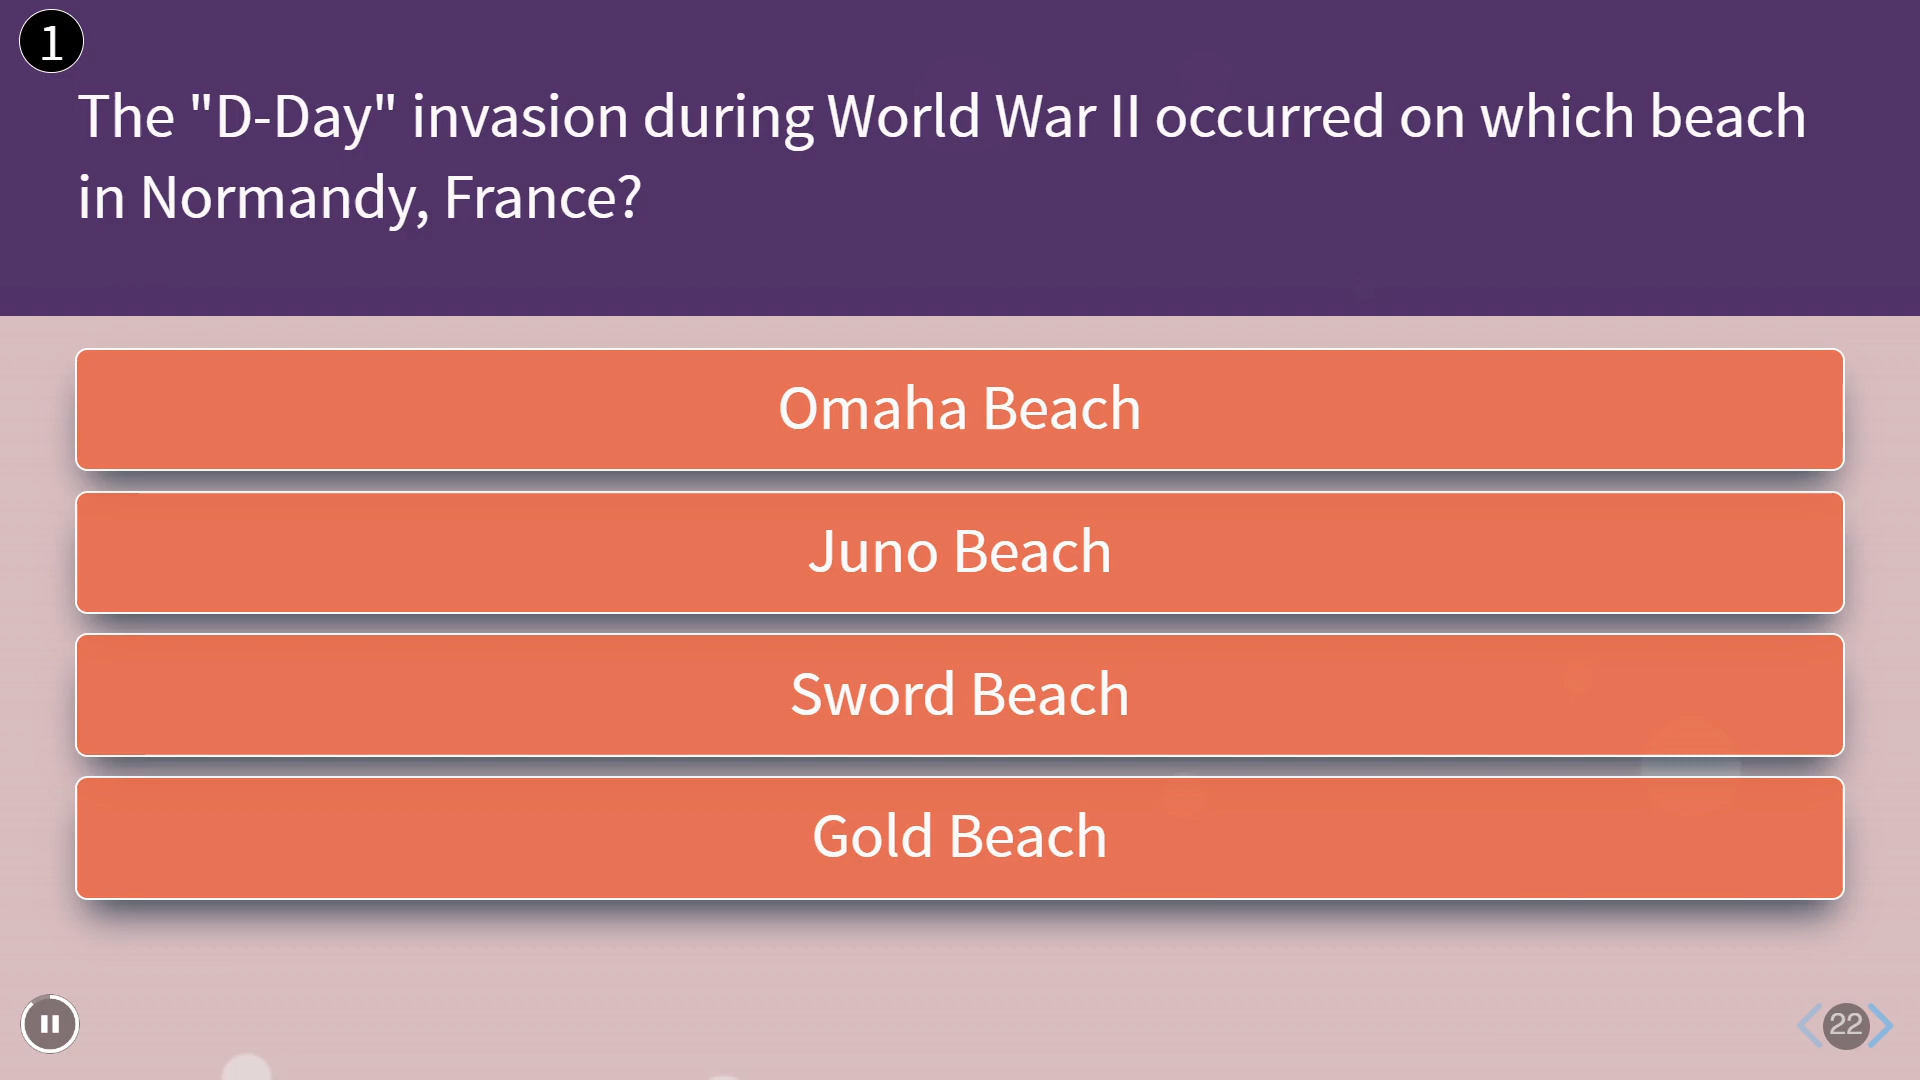 1
The "D-Day" invasion during World War II occurred on which beach
in Normandy, France?
Omaha Beach
Juno Beach
Sword Beach
Gold Beach
22